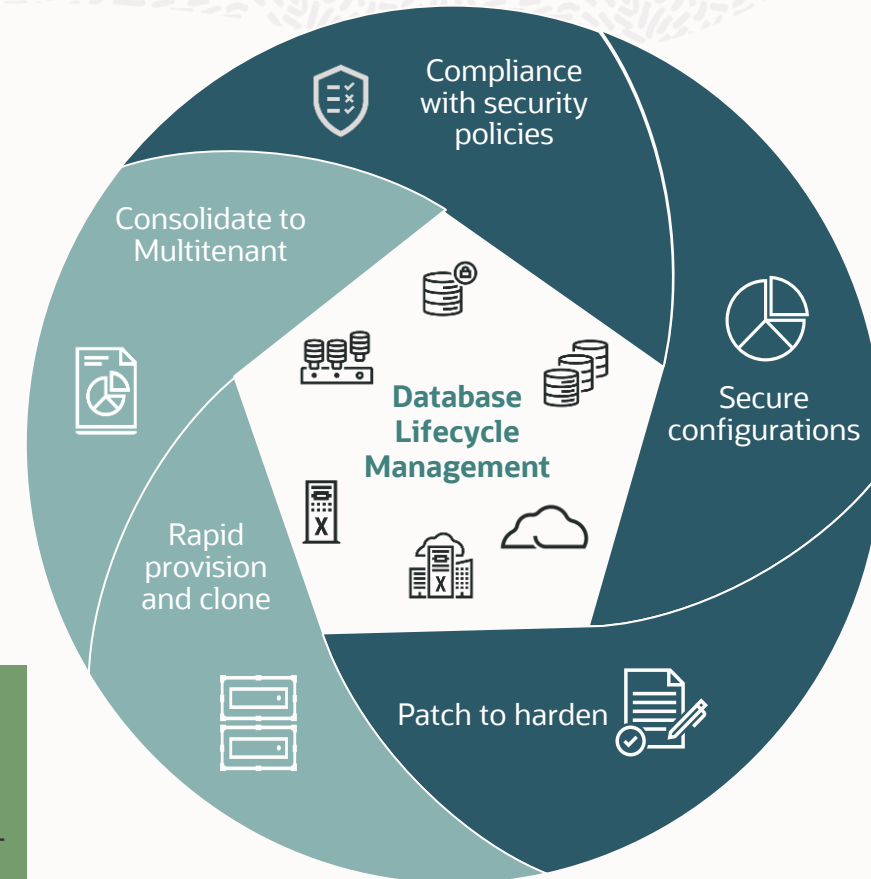 Compliance
with security
policies
Secure
configurations
Patch to harden
Rapid
provision
and clone
Consolidate to
Multitenant
Database
Lifecycle
Management
X
X